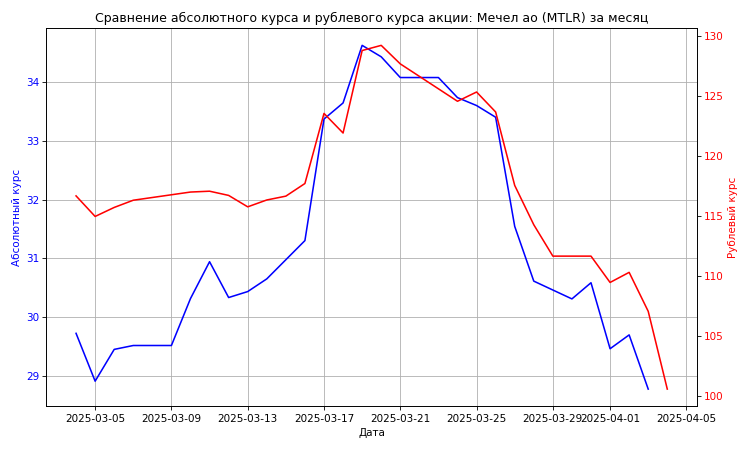 Сравнение абсолютного курса и рублевого курса акции: Мечел ао (MTLR) за месяц
Абсолютный курс
34
33
32
31
30
29
130
125
120
115
110
105
100
Рублевый курс
2025-03-05 2025-03-09 2025-03-13 2025-03-17 2025-03-21 2025-03-25 2025-03-29 2025-04-01 2025-04-05
Дата